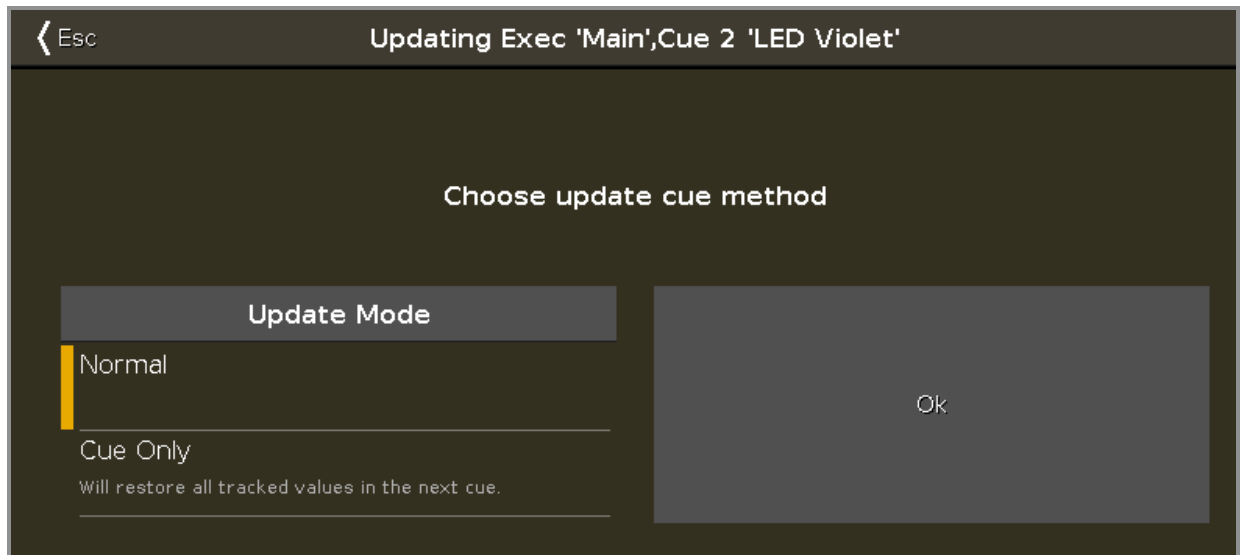 Esc
Updating Exec 'Main',Cue 2 'LED Violet'
Choose update cue method
Update Mode
Normal
Ok
Cue Only
Will restore all tracked values in the next cue.